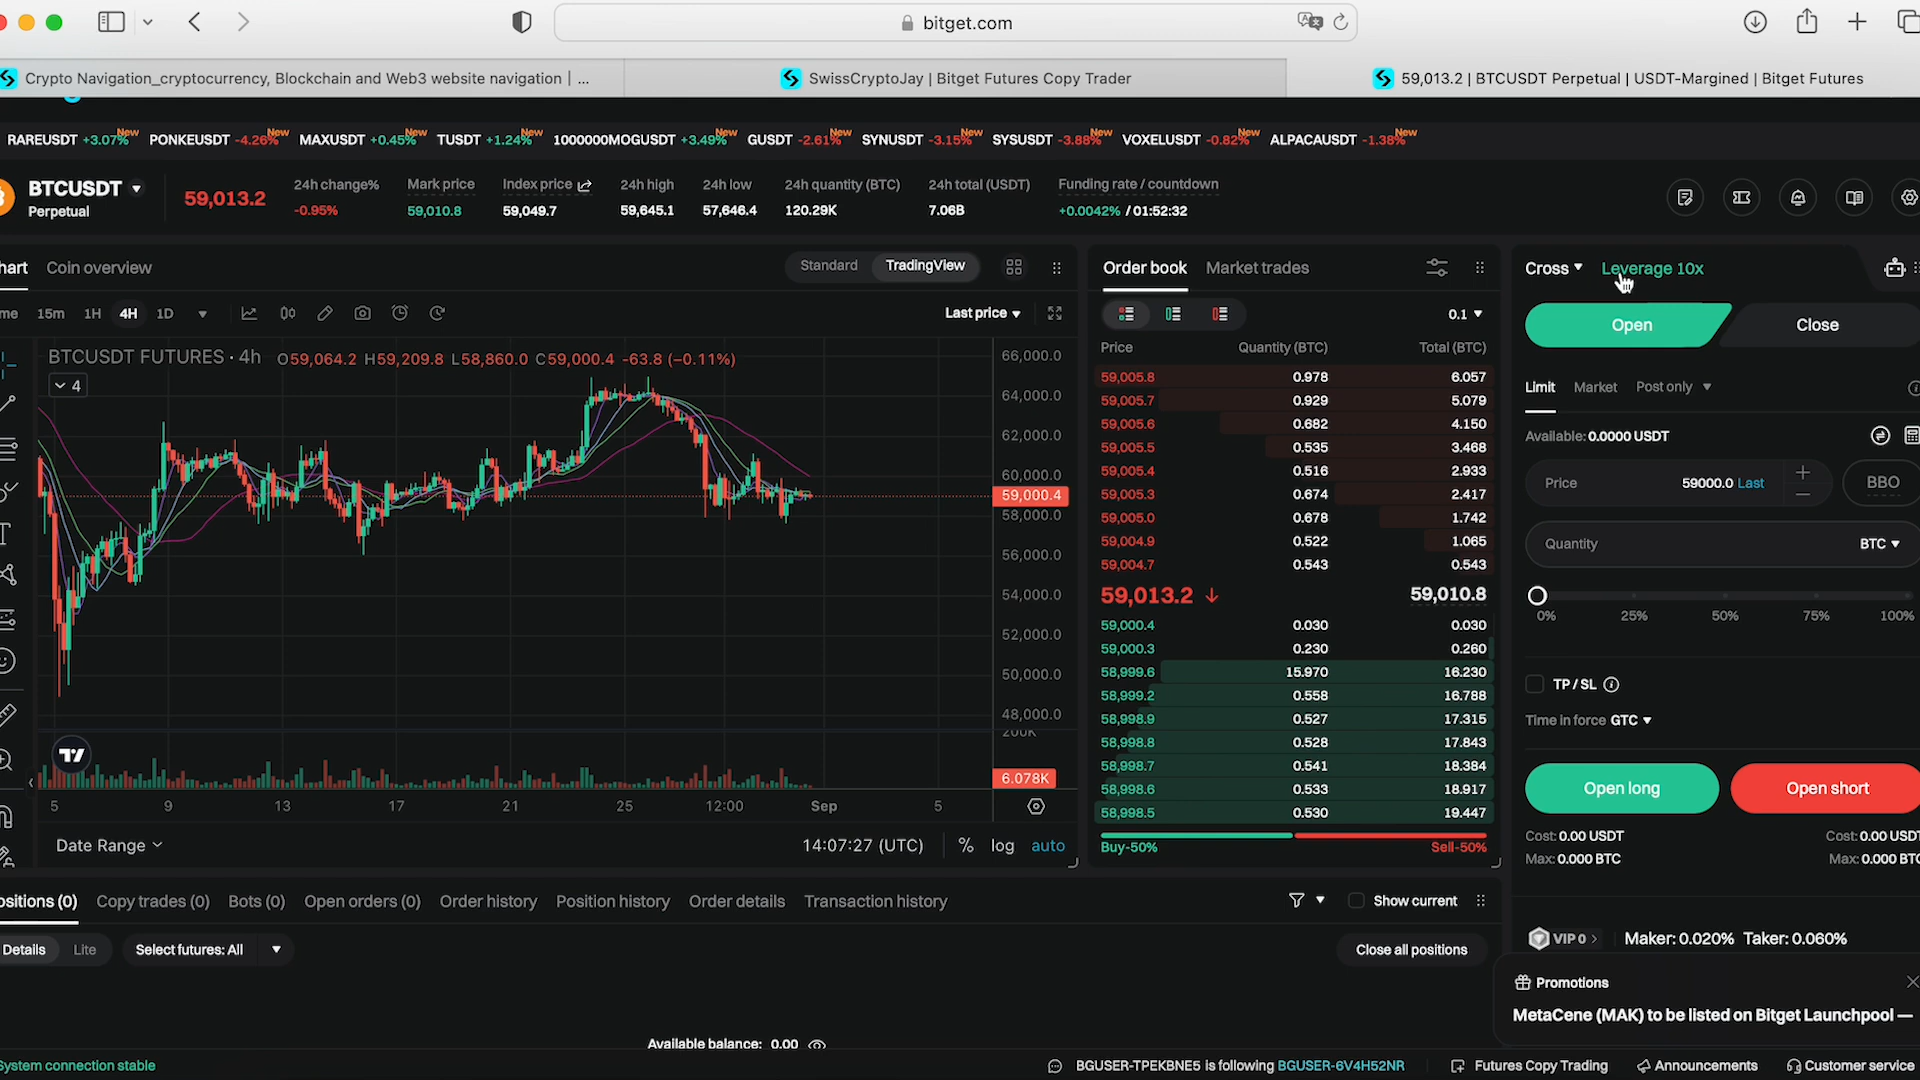 bitget.com
Crypto Navigation_cryptocurrency, Blockchain and Web3 website navigation | ...
SwissCryptoJay | Bitget Futures Copy Trader
59,013.2 | BTCUSDT Perpetual | USDT-Margined | Bitget Futures
RAREUSDT +3.07% New PONKEUSDT -4.26% New MAXUSDT +0.45% New TUSDT +1.24% New 1000000MOGUSDT +3.49% New GUSDT -2.61% New SYNUSDT -3.15% New SYSUSDT -3.88% New VOXELUSDT -0.82% New ALPACAUSDT -1.38% New
BTCUSDT
Perpetual
59,013.2
24h change% Mark price Index price 24h high 24h low 24h quantity (BTC) 24h total (USDT) Funding rate / countdown
-0.95% 59,010.8 59,049.7 59,645.1 57,646.4 120.29K 7.06B +0.0042% / 01:52:32
hart Coin overview Standard TradingView
me 15m 1H 4H 1D Last price
BTCUSDT FUTURES · 4h O59,064.2 H59,209.8 L58,860.0 C59,000.4 -63.8 (−0.11%)
4
66,000.0
64,000.0
62,000.0
60,000.0
59,000.4
58,000.0
56,000.0
54,000.0
52,000.0
50,000.0
48,000.0
200K
6.078K
5 9 13 17 21 25 12:00 Sep 5
Date Range 14:07:27 (UTC) % log auto
Order book Market trades
0.1
Price Quantity (BTC) Total (BTC)
59,005.8 0.978 6.057
59,005.7 0.929 5.079
59,005.6 0.682 4.150
59,005.5 0.535 3.468
59,005.4 0.516 2.933
59,005.3 0.674 2.417
59,005.0 0.678 1.742
59,004.9 0.522 1.065
59,004.7 0.543 0.543
59,013.2 ↓ 59,010.8
59,000.4 0.030 0.030
59,000.3 0.230 0.260
58,999.6 15.970 16.230
58,999.2 0.558 16.788
58,998.9 0.527 17.315
58,998.8 0.528 17.843
58,998.7 0.541 18.384
58,998.6 0.533 18.917
58,998.5 0.530 19.447
Buy-50% Sell-50%
Cross Leverage 10x
Open Close
Limit Market Post only
Available: 0.0000 USDT
Price 59000.0 Last BBO
Quantity BTC
0% 25% 50% 75% 100%
TP/SL
Time in force GTC
Open long Open short
Cost: 0.00 USDT Cost: 0.00 USDT
Max: 0.000 BTC Max: 0.000 BTC
VIP 0 > Maker: 0.020% Taker: 0.060%
ositions (0) Copy trades (0) Bots (0) Open orders (0) Order history Position history Order details Transaction history Show current
Details Lite Select futures: All Close all positions
Promotions
MetaCene (MAK) to be listed on Bitget Launchpool —
Available balance: 0.00
System connection stable BGUSER-TPEKBNE5 is following BGUSER-6V4H52NR Futures Copy Trading Announcements Customer service